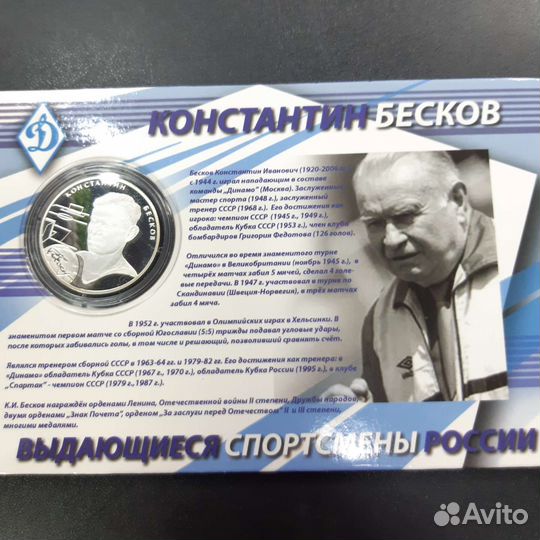 КОНСТАНТИН БЕСКОВ
Д
КОНСТАНТИН БЕСКОВ
Бесков Константин Иванович (1920-2006
с 1944 г. играл нападающим в составе
команды „Динамо" (Москва). Заслуженный
мастер спорта (1948 г.), заслуженный
тренер СССР (1968 г.). Его достижения как
игрока: чемпион СССР (1945 г., 1949 г.),
обладатель Кубка СССР (1953 г.), член клуба
бомбардиров Григория Федотова (126 голов).
Отличился во время знаменитого турне
«Динамо» в Великобритании (ноябрь 1945 г.), в
четырёх матчах забил 5 мячей, сделал 4 голе-
вые передачи. В 1947 г. участвовал в турне по
Скандинавии (Швеция-Норвегия), в трёх матчах
забил 4 мяча.
В 1952 г. участвовал в Олимпийских играх в Хельсинки. В
знаменитом первом матче со сборной Югославии (5:5) трижды подавал угловые удары,
после которых забивались голы, в том числе и решающий, позволивший сравнять счёт.
Являлся тренером сборной СССР в 1963-64 гг. и 1979-82 гг. Его достижения как тренера: в
«Динамо» обладатель Кубка СССР (1967 г., 1970 г.), обладатель Кубка России (1995 г.), в клубе
„Спартак" - чемпион СССР (1979 г., 1987 г.).
К.И. Бесков награждён орденами Ленина, Отечественной войны II степени, Дружбы народов,
двумя орденами „Знак Почета", орденом „За заслуги перед Отечеством" II и III степени,
многими медалями.
ВЫДАЮЩИЕСЯ СПОРТСМЕНЫ РОССИИ
Avito